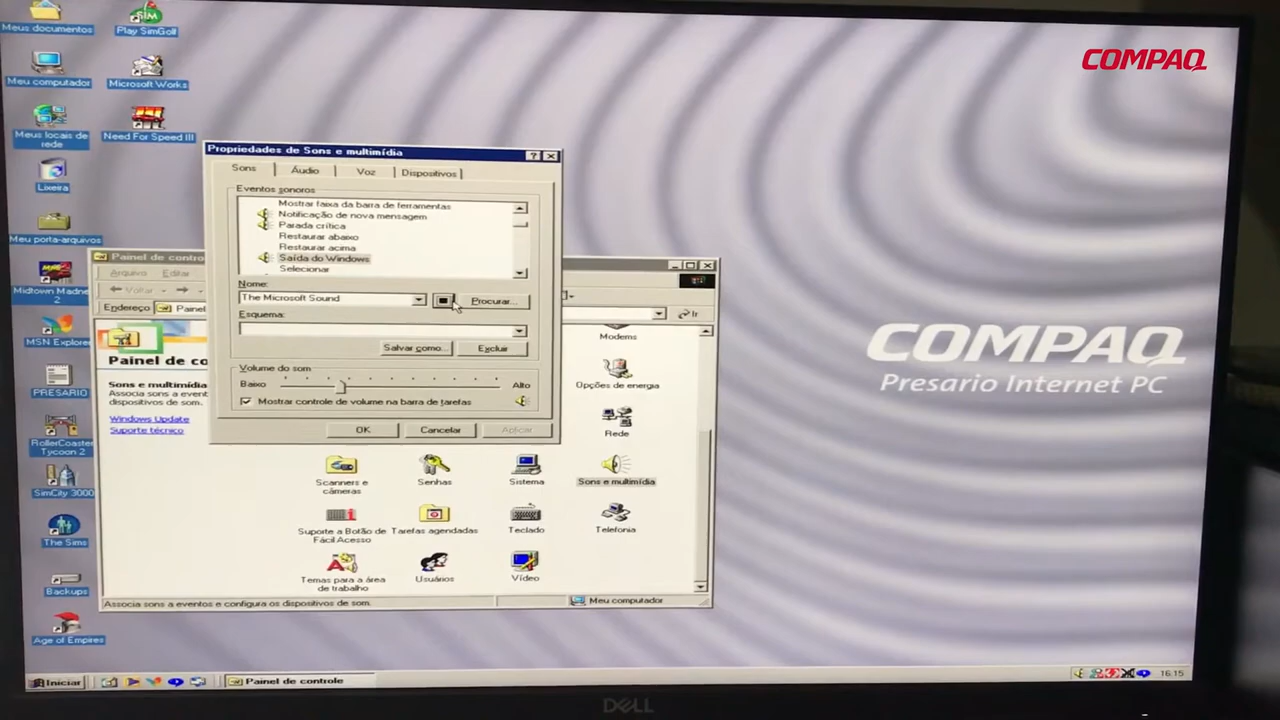 Meus documentos
Play SimGolf
Meu computador
Microsoft Works
Meus locais de
rede
Need For Speed III
Lixeira
Meu porta-arquivos
Midtown Madness
2
MSN Explorer
PRESARIO
RollerCoaster
Tycoon 2
SimCity 3000
The Sims
Backups
Age of Empires
COMPAQ
COMPAQ
Presario Internet PC
Propriedades de Sons e multimídia
Sons
Áudio
Voz
Dispositivos
Eventos sonoros
Mostrar faixa da barra de ferramentas
Notificação de nova mensagem
Parada crítica
Restaurar abaixo
Restaurar acima
Saída do Windows
Selecionar
Nome:
The Microsoft Sound
Procurar...
Esquema:
Salvar como...
Excluir
Volume do som
Baixo
Alto
Mostrar controle de volume na barra de tarefas
OK
Cancelar
Aplicar
Painel de contro
Arquivo Editar
Voltar
Endereço
Painel
Ir
Painel de co
Sons e multimídia
Associa sons a event
dispositivos de som.
Windows Update
Suporte técnico
Modems
Opções de energia
Rede
Scanners e
câmeras
Senhas
Sistema
Sons e multimídia
Suporte a Botão de
Fácil Acesso
Tarefas agendadas
Teclado
Telefonia
Temas para a área
de trabalho
Usuários
Vídeo
Associa sons a eventos e configura os dispositivos de som.
Meu computador
Iniciar
Painel de controle
16:15
DELL